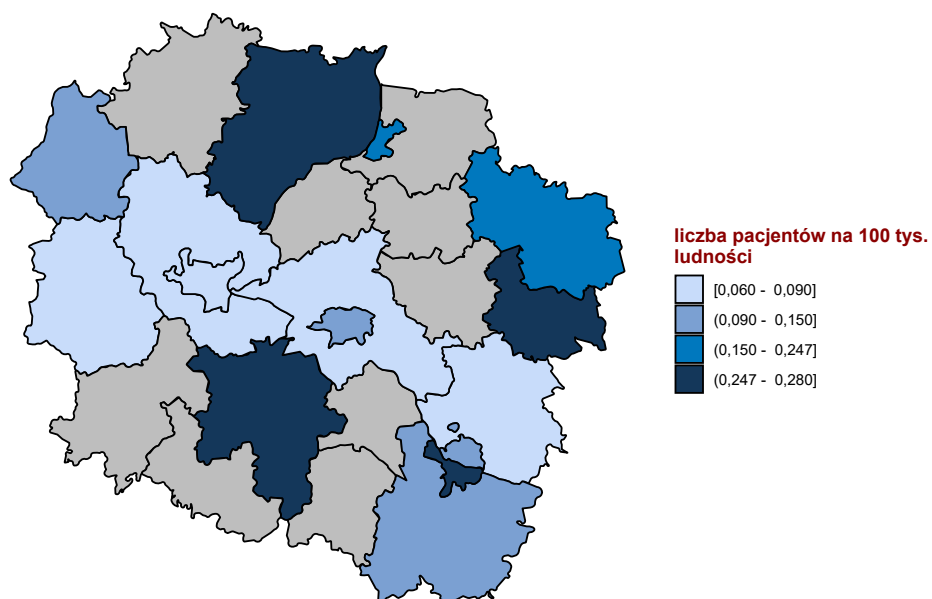 liczba pacjentów na 100 tys.
ludności
[0,060 - 0,090]
(0,090 - 0,150]
(0,150 - 0,247]
(0,247 - 0,280]